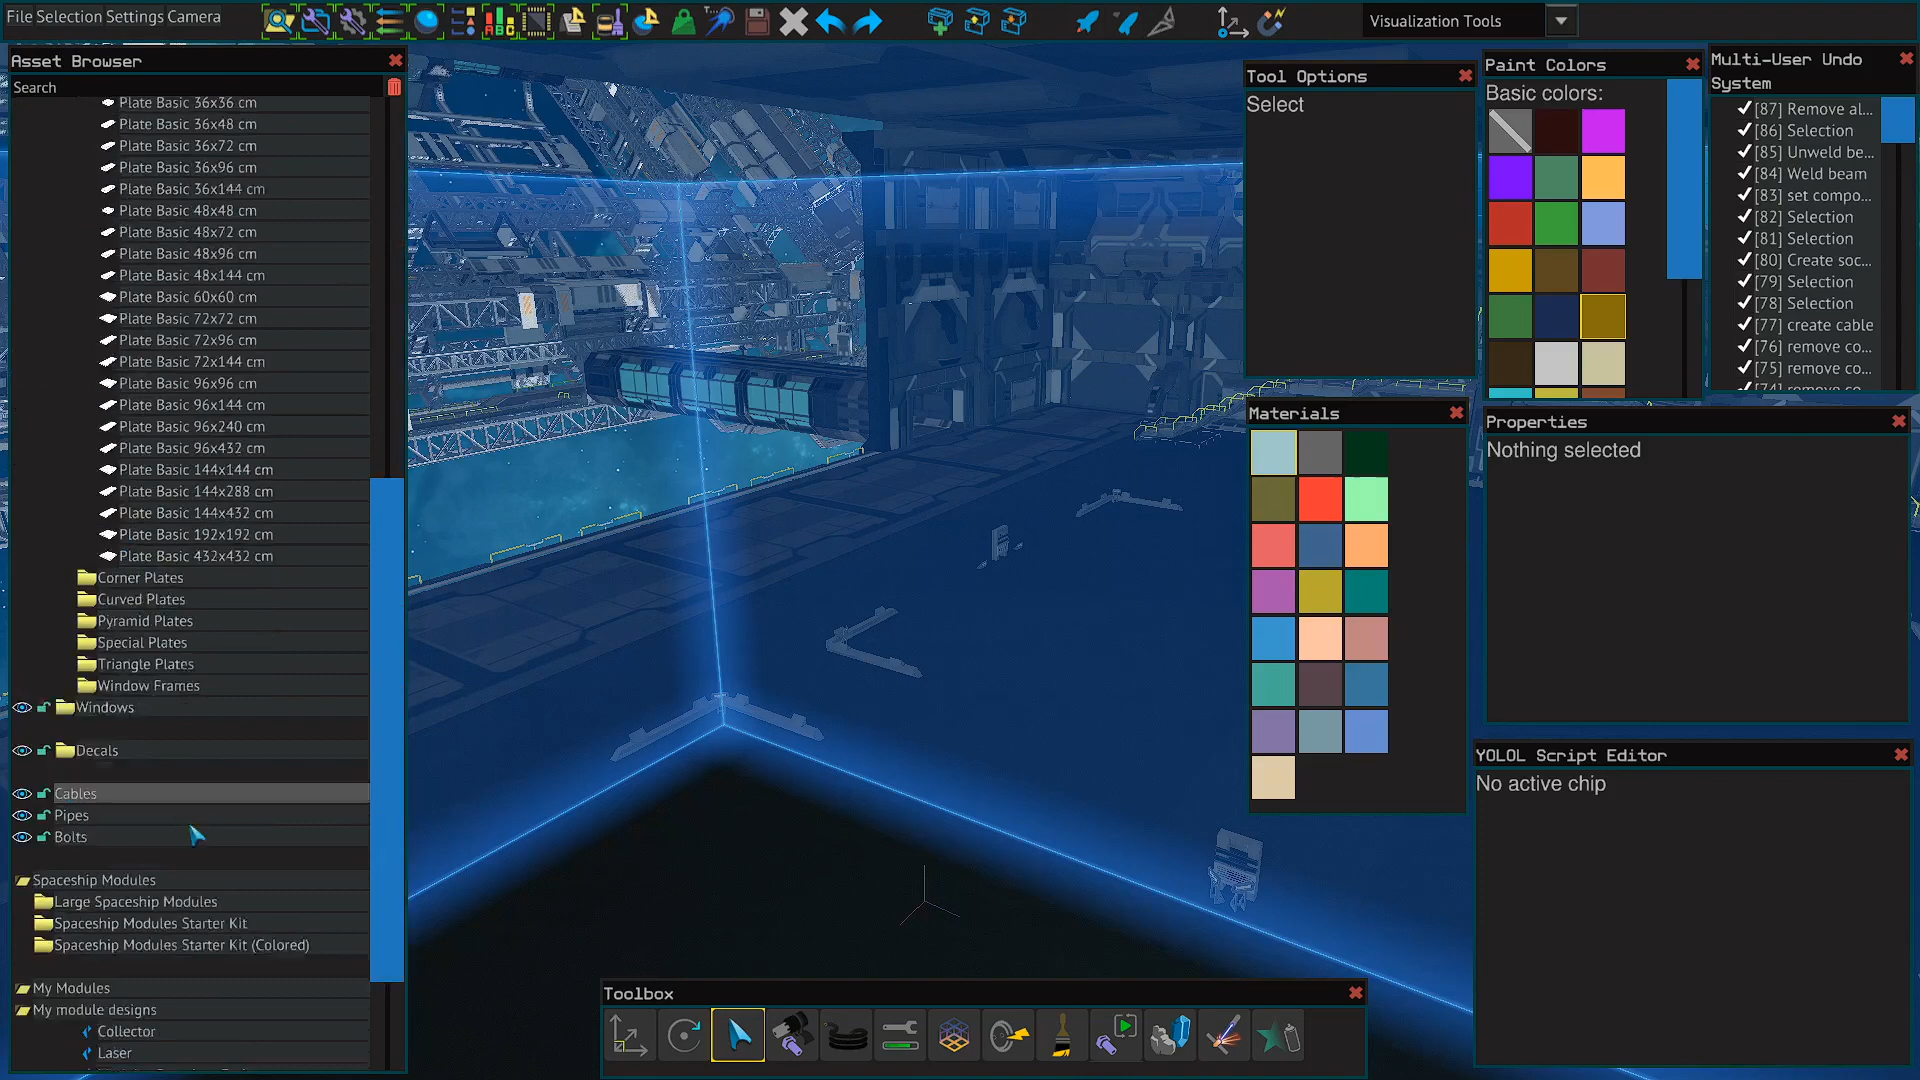 File Selection Settings Camera
Visualization Tools
Asset Browser
Search
Plate Basic 36x36 cm
Plate Basic 36x48 cm
Plate Basic 36x72 cm
Plate Basic 36x96 cm
Plate Basic 36x144 cm
Plate Basic 48x48 cm
Plate Basic 48x72 cm
Plate Basic 48x96 cm
Plate Basic 48x144 cm
Plate Basic 60x60 cm
Plate Basic 72x72 cm
Plate Basic 72x96 cm
Plate Basic 72x144 cm
Plate Basic 96x96 cm
Plate Basic 96x144 cm
Plate Basic 96x240 cm
Plate Basic 96x432 cm
Plate Basic 144x144 cm
Plate Basic 144x288 cm
Plate Basic 144x432 cm
Plate Basic 192x192 cm
Plate Basic 432x432 cm
Corner Plates
Curved Plates
Pyramid Plates
Special Plates
Triangle Plates
Window Frames
Windows
Decals
Cables
Pipes
Bolts
Spaceship Modules
Large Spaceship Modules
Spaceship Modules Starter Kit
Spaceship Modules Starter Kit (Colored)
My Modules
My module designs
Collector
Laser
Tool Options
Select
Materials
Toolbox
Paint Colors
Basic colors:
Multi-User Undo
System
[87] Remove al...
[86] Selection
[85] Unweld be...
[84] Weld beam
[83] set compo...
[82] Selection
[81] Selection
[80] Create soc...
[79] Selection
[78] Selection
[77] create cable
[76] remove co...
[75] remove co...
[74] remove co...
Properties
Nothing selected
YOLOL Script Editor
No active chip